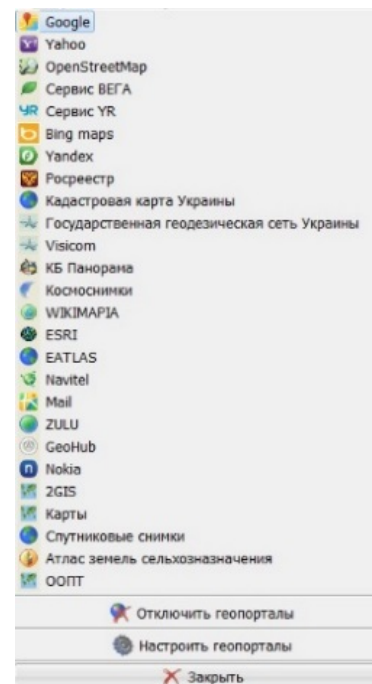 Google
Yahoo
OpenStreetMap
Сервис ВЕГА
Сервис YR
Bing maps
Yandex
Росреестр
Кадастровая карта Украины
Государственная геодезическая сеть Украины
Visicom
КБ Панорама
Космоснимки
WIKIMAPIA
ESRI
EATLAS
Navitel
Mail
ZULU
GeoHub
Nokia
2GIS
Карты
Спутниковые снимки
Атлас земель сельхозназначения
ООПТ
Отключить геопорталы
Настроить геопорталы
Закрыть